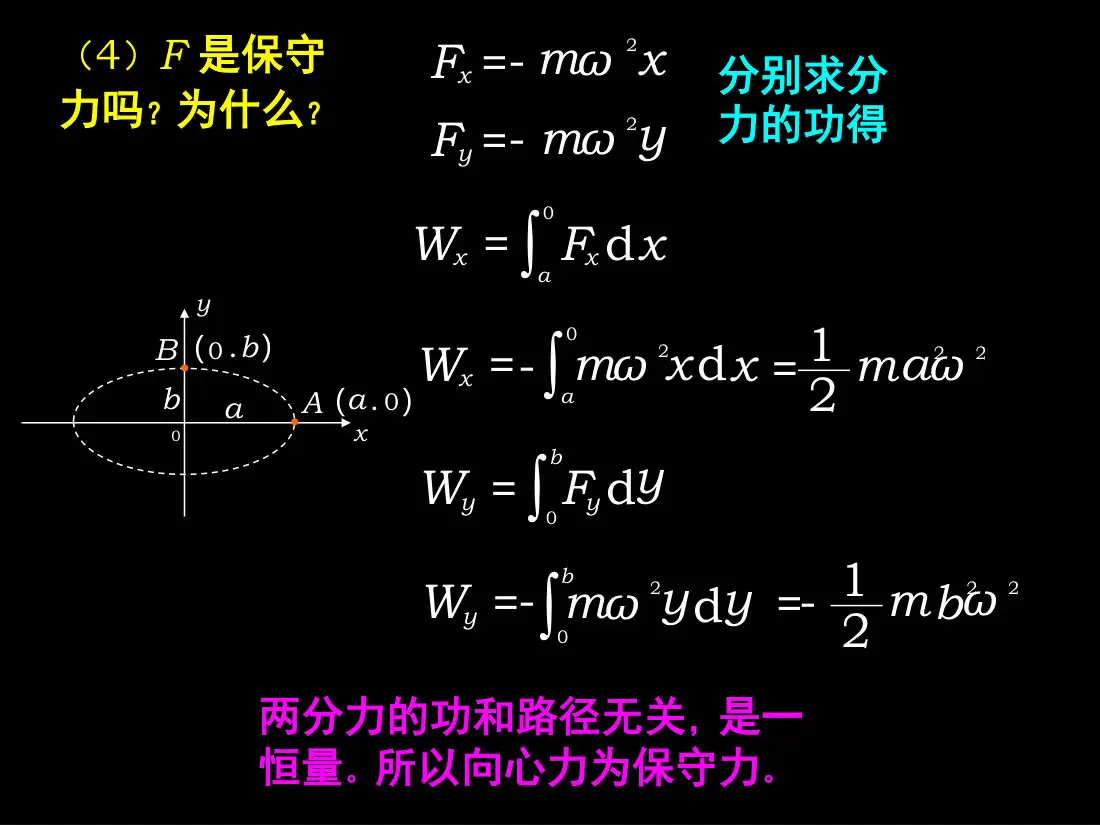 （4）F 是保守
力吗？为什么？
Fx =- mω²x
Fy =- mω²y
分别求分
力的功得
Wx = ∫ₐ⁰ Fx dx
Wx =- ∫ₐ⁰ mω²x dx = 1/2 ma²ω²
Wy = ∫₀ᵇ Fy dy
Wy =- ∫₀ᵇ mω²y dy =- 1/2 mb²ω²
y
B (0.b)
b a A (a.0)
0 x
两分力的功和路径无关，是一
恒量。所以向心力为保守力。